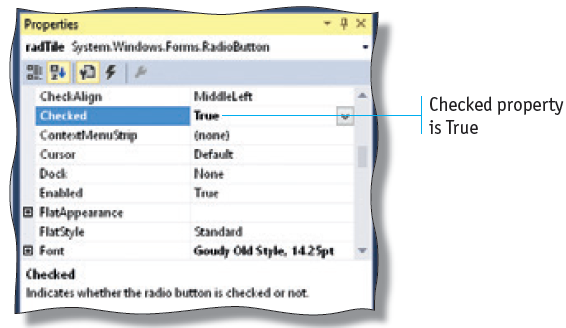 Properties
radTile System.Windows.Forms.RadioButton
CheckAlign MiddleLeft
Checked True
ContextMenuStrip (none)
Cursor Default
Dock None
Enabled True
FlatAppearance
FlatStyle Standard
Font Goudy Old Style, 14.25pt
Checked
Indicates whether the radio button is checked or not.
Checked property
is True